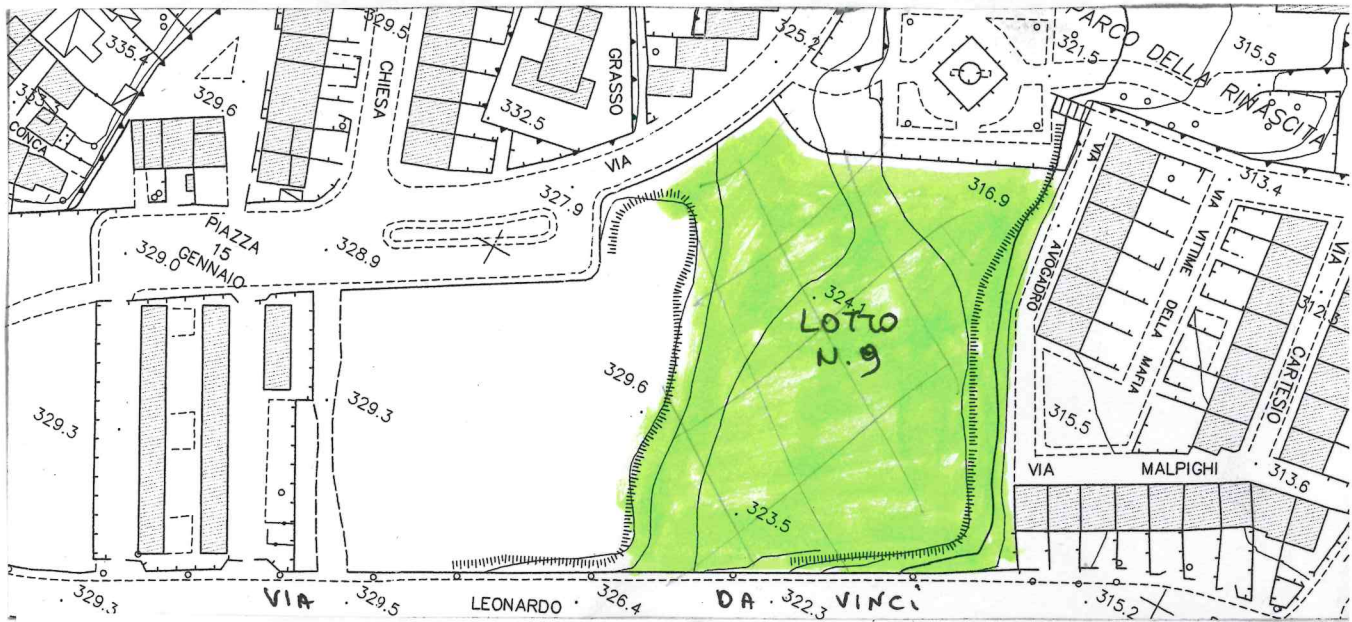 335.4
329.5
CHIESA
GRASSO
325.2
PARCO DELLA
RINASCITA
321.5
315.5
329.6
332.5
CONCA
VIA
327.9
316.9
313.4
PIAZZA
15
GENNAIO
329.0
328.9
VIA
AVOGADRO
VIA
VITTIME
DELLA MAFIA
VIA
CARTESIO
324.1
LOTTO
N. 9
329.6
329.3
329.3
315.5
VIA MALPIGHI
313.6
323.5
329.3
VIA
329.5
LEONARDO
326.4
DA
322.3
VINCI
315.2